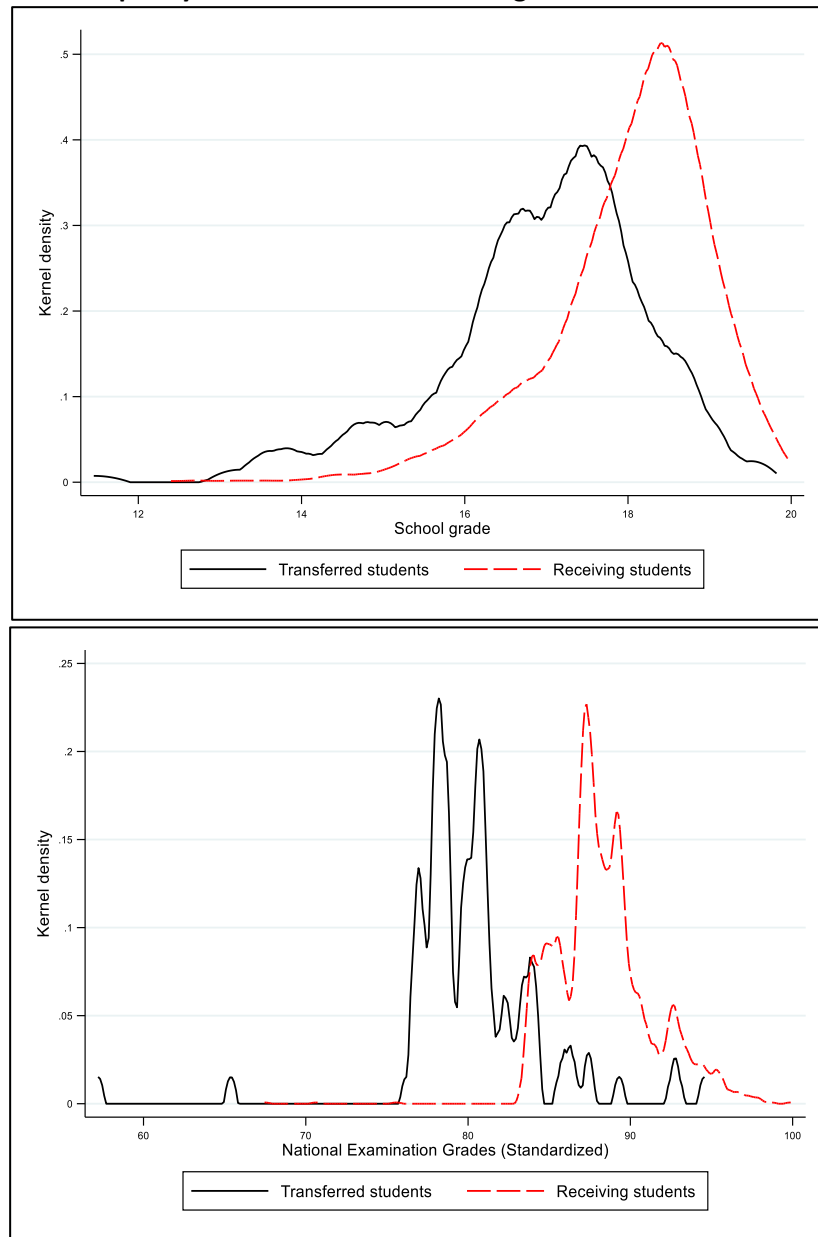 .5
.4
.3
.2
.1
0
Kernel density
12 14 16 18 20
School grade
Transferred students Receiving students
.25
.2
.15
.1
.05
0
Kernel density
60 70 80 90 100
National Examination Grades (Standardized)
Transferred students Receiving students